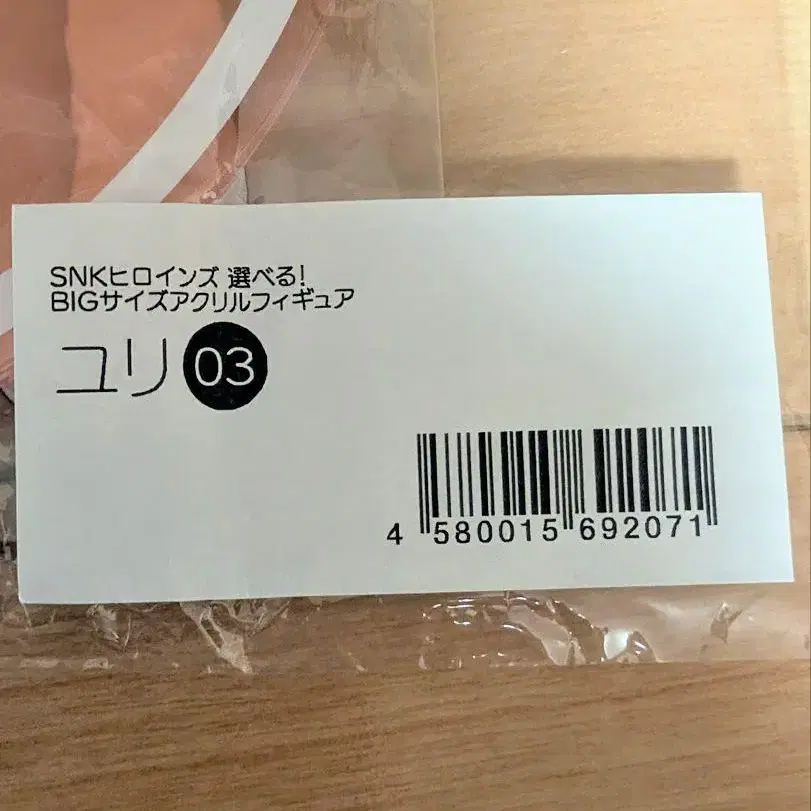 SNKヒロインズ 選べる!
BIGサイズアクリルフィギュア
ユリ 03
4 580015 692071